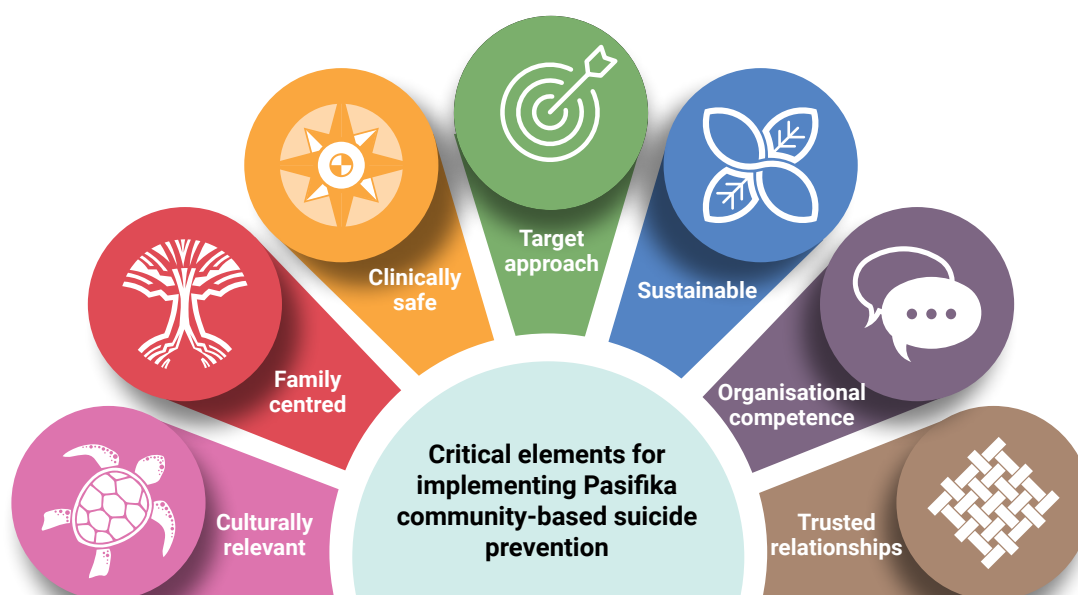 Target
approach
Clinically
safe
Sustainable
Family
centred
Organisational
competence
Culturally
relevant
Trusted
relationships
Critical elements for
implementing Pasifika
community-based suicide
prevention